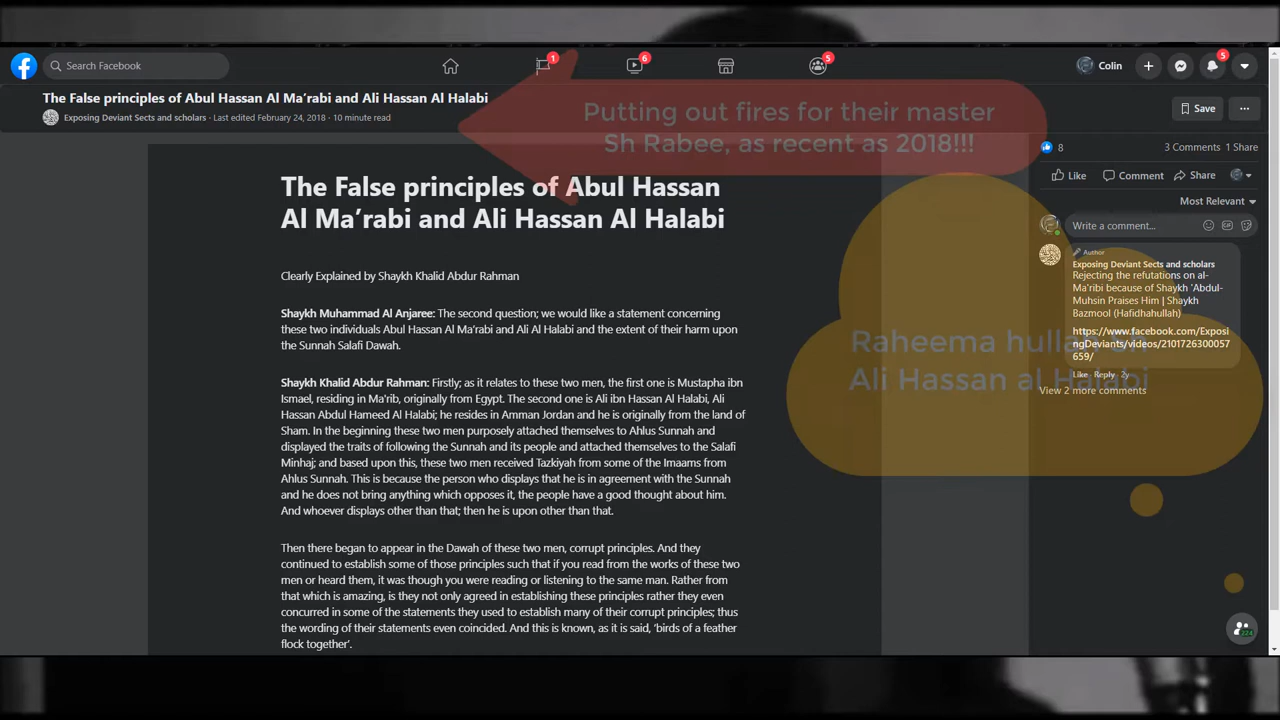 Search Facebook
1
6
5
Colin
5
The False principles of Abul Hassan Al Ma’rabi and Ali Hassan Al Halabi
Exposing Deviant Sects and scholars · Last edited February 24, 2018 · 10 minute read
Save
Putting out fires for their master
Sh Rabee, as recent as 2018!!!
The False principles of Abul Hassan
Al Ma’rabi and Ali Hassan Al Halabi
Clearly Explained by Shaykh Khalid Abdur Rahman
Shaykh Muhammad Al Anjaree: The second question; we would like a statement concerning
these two individuals Abul Hassan Al Ma’rabi and Ali Al Halabi and the extent of their harm upon
the Sunnah Salafi Dawah.
Shaykh Khalid Abdur Rahman: Firstly; as it relates to these two men, the first one is Mustapha ibn
Ismael, residing in Ma'rib, originally from Egypt. The second one is Ali ibn Hassan Al Halabi, Ali
Hassan Abdul Hameed Al Halabi; he resides in Amman Jordan and he is originally from the land of
Sham. In the beginning these two men purposely attached themselves to Ahlus Sunnah and
displayed the traits of following the Sunnah and its people and attached themselves to the Salafi
Minhaj; and based upon this, these two men received Tazkiyah from some of the Imaams from
Ahlus Sunnah. This is because the person who displays that he is in agreement with the Sunnah
and he does not bring anything which opposes it, the people have a good thought about him.
And whoever displays other than that; then he is upon other than that.
Then there began to appear in the Dawah of these two men, corrupt principles. And they
continued to establish some of those principles such that if you read from the works of these two
men or heard them, it was though you were reading or listening to the same man. Rather from
that which is amazing, is they not only agreed in establishing these principles rather they even
concurred in some of the statements they used to establish many of their corrupt principles; thus
the wording of their statements even coincided. And this is known, as it is said, ‘birds of a feather
flock together’.
8
3 Comments 1 Share
Like Comment Share
Most Relevant
Write a comment...
Author
Exposing Deviant Sects and scholars
Rejecting the refutations on al-
Ma'ribi because of Shaykh 'Abdul-
Muhsin Praises Him | Shaykh
Bazmool (Hafidhahullah)
https://www.facebook.com/Exposi
ngDeviants/videos/2101726300057
659/
Like · Reply · 2y
View 2 more comments
Raheema hullah
Ali Hassan al Halabi